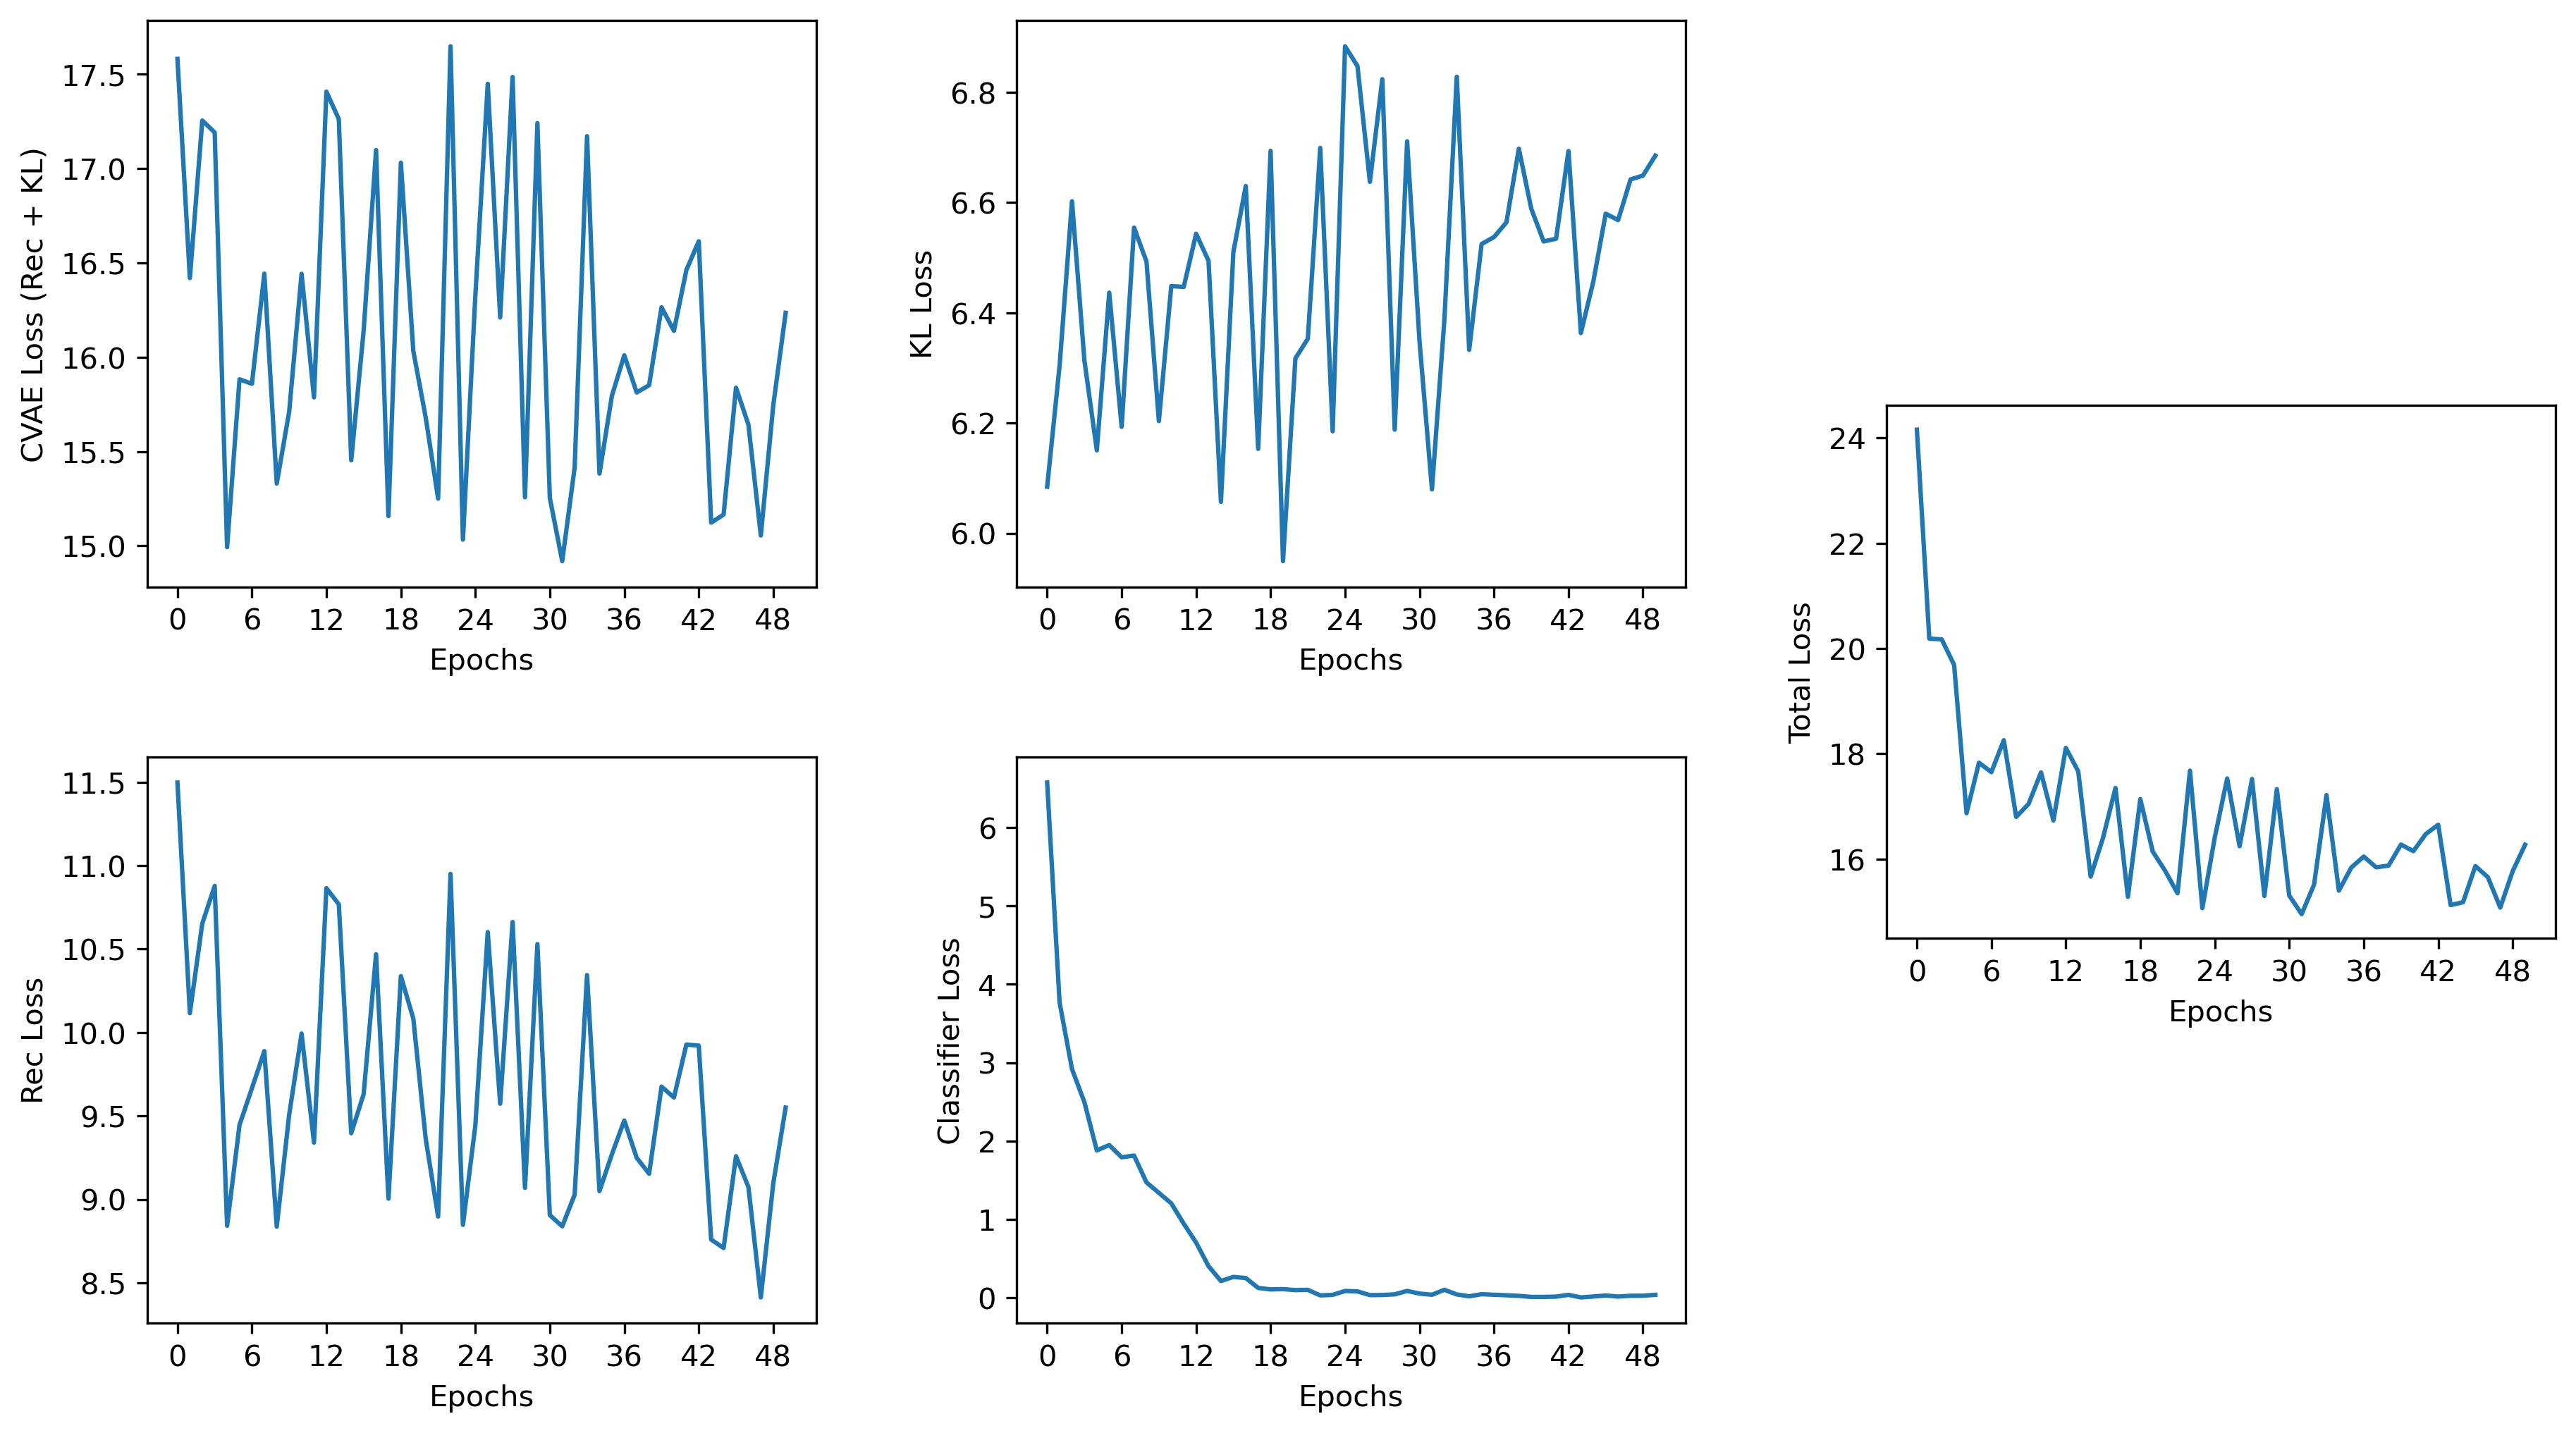 CVAE Loss (Rec + KL)
17.5
17.0
16.5
16.0
15.5
15.0
0 6 12 18 24 30 36 42 48
Epochs
KL Loss
6.8
6.6
6.4
6.2
6.0
0 6 12 18 24 30 36 42 48
Epochs
Rec Loss
11.5
11.0
10.5
10.0
9.5
9.0
8.5
0 6 12 18 24 30 36 42 48
Epochs
Classifier Loss
6
5
4
3
2
1
0
0 6 12 18 24 30 36 42 48
Epochs
Total Loss
24
22
20
18
16
0 6 12 18 24 30 36 42 48
Epochs